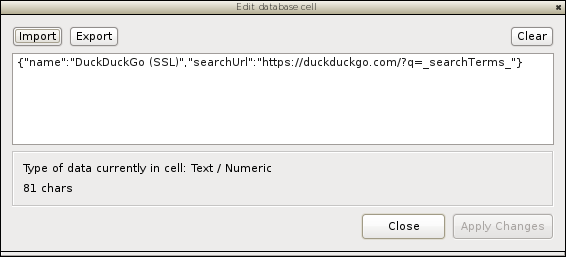 Edit database cell
Import Export Clear
{"name":"DuckDuckGo (SSL)","searchUrl":"https://duckduckgo.com/?q=_searchTerms_"}
Type of data currently in cell: Text / Numeric
81 chars
Close Apply Changes